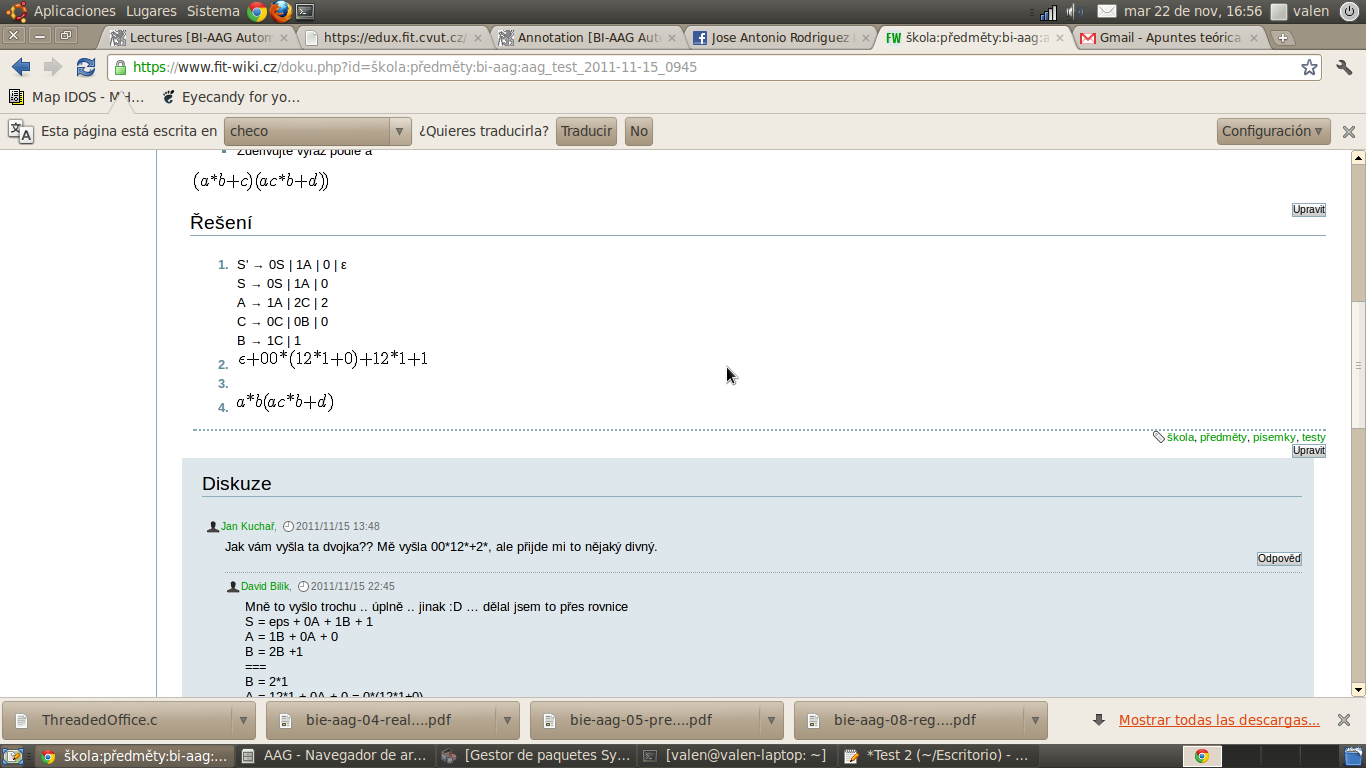 Aplicaciones Lugares Sistema
mar 22 de nov, 16:56 valen
Lectures [BI-AAG Autom
https://edux.fit.cvut.cz/
Annotation [BI-AAG Auto
Jose Antonio Rodriguez
škola:předměty:bi-aag:a
Gmail - Apuntes teórica
https://www.fit-wiki.cz/doku.php?id=škola:předměty:bi-aag:aag_test_2011-11-15_0945
Map IDOS - MH...
Eyecandy for yo...
Esta página está escrita en checo ¿Quieres traducirla? Traducir No Configuración
Zderivujte výraz podle a
(a*b+c)(ac*b+d))
Upravit
Řešení
1. S' → 0S | 1A | 0 | ε
S → 0S | 1A | 0
A → 1A | 2C | 2
C → 0C | 0B | 0
B → 1C | 1
2. ϵ+00*(12*1+0)+12*1+1
3.
4. a*b(ac*b+d)
škola, předměty, písemky, testy
Upravit
Diskuze
Jan Kuchař, 2011/11/15 13:48
Jak vám vyšla ta dvojka?? Mě vyšla 00*12*+2*, ale přijde mi to nějaký divný.
Odpověď
David Bilík, 2011/11/15 22:45
Mně to vyšlo trochu .. úplně .. jinak :D … dělal jsem to přes rovnice
S = eps + 0A + 1B + 1
A = 1B + 0A + 0
B = 2B +1
===
B = 2*1
A = 12*1 + 0A + 0 = 0*(12*1+0)
ThreadedOffice.c
bie-aag-04-real....pdf
bie-aag-05-pre....pdf
bie-aag-08-reg....pdf
Mostrar todas las descargas...
škola:předměty:bi-aag:...
AAG - Navegador de ar...
[Gestor de paquetes Sy...
[valen@valen-laptop: ~]
*Test 2 (~/Escritorio) - ...